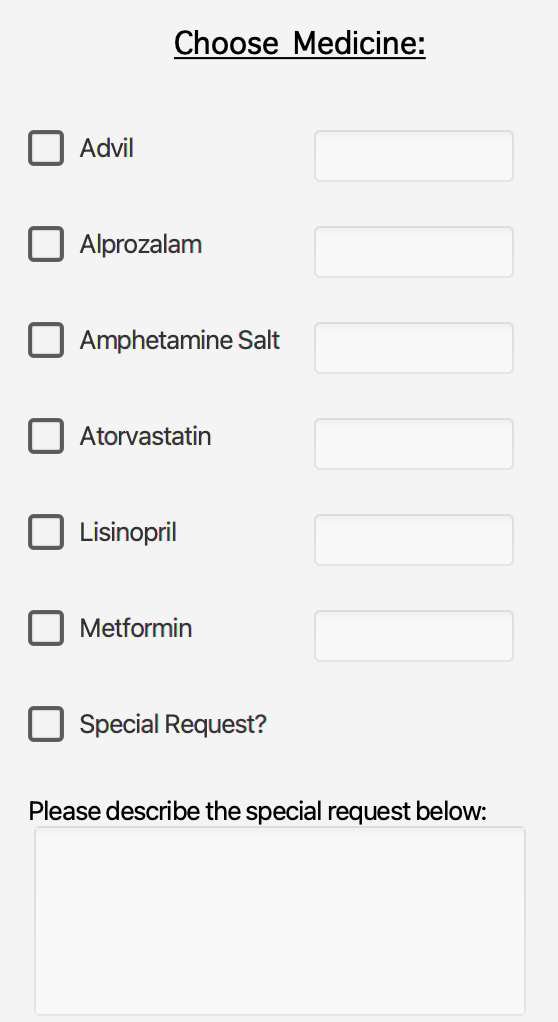 Choose Medicine:
Advil
Alprozalam
Amphetamine Salt
Atorvastatin
Lisinopril
Metformin
Special Request?
Please describe the special request below: